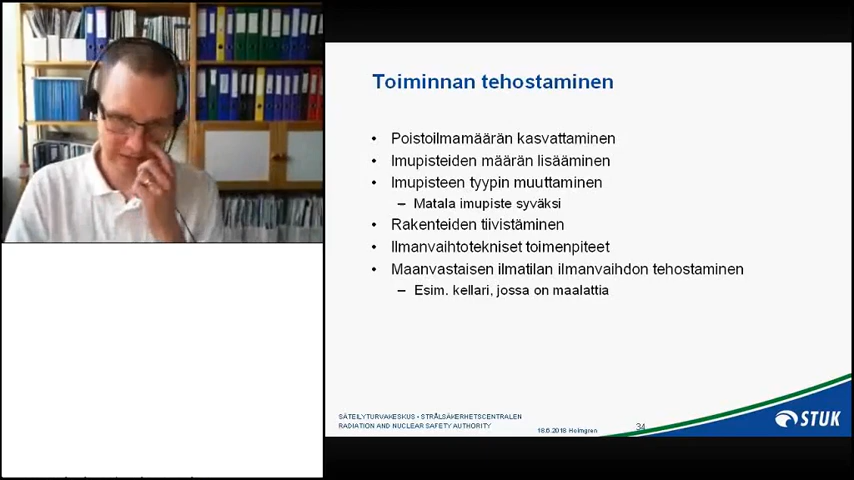 Toiminnan tehostaminen
• Poistoilmamäärän kasvattaminen
• Imupisteiden määrän lisääminen
• Imupisteen tyypin muuttaminen
– Matala imupiste syväksi
• Rakenteiden tiivistäminen
• Ilmanvaihtotekniset toimenpiteet
• Maanvastaisen ilmatilan ilmanvaihdon tehostaminen
– Esim. kellari, jossa on maalattia
SÄTEILYTURVAKESKUS • STRÅLSÄKERHETSCENTRALEN
RADIATION AND NUCLEAR SAFETY AUTHORITY
18.6.2018 Holmgren
34
STUK